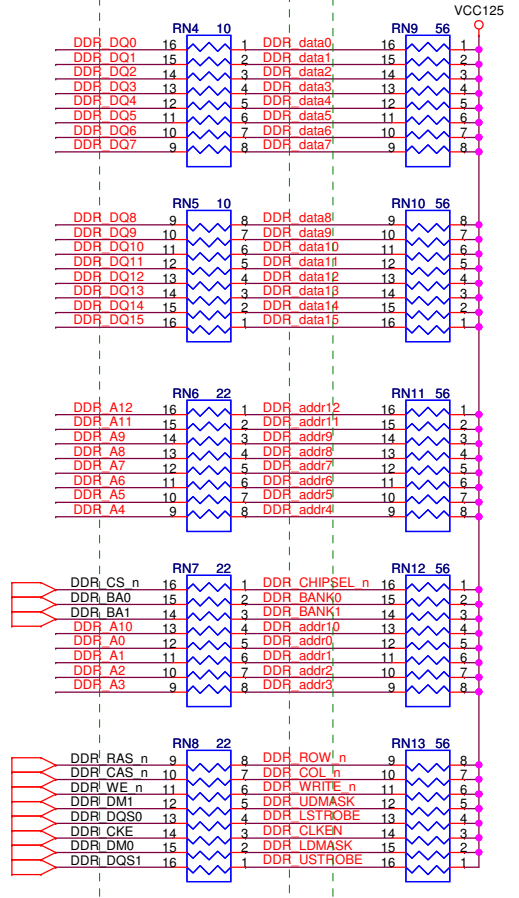 VCC125
RN4 10 RN9 56
DDR_DQ0 16 1 DDR_data0 16 1
DDR_DQ1 15 2 DDR_data1 15 2
DDR_DQ2 14 3 DDR_data2 14 3
DDR_DQ3 13 4 DDR_data3 13 4
DDR_DQ4 12 5 DDR_data4 12 5
DDR_DQ5 11 6 DDR_data5 11 6
DDR_DQ6 10 7 DDR_data6 10 7
DDR_DQ7 9 8 DDR_data7 9 8
RN5 10 RN10 56
DDR_DQ8 9 8 DDR_data8 9 8
DDR_DQ9 10 7 DDR_data9 10 7
DDR_DQ10 11 6 DDR_data10 11 6
DDR_DQ11 12 5 DDR_data11 12 5
DDR_DQ12 13 4 DDR_data12 13 4
DDR_DQ13 14 3 DDR_data13 14 3
DDR_DQ14 15 2 DDR_data14 15 2
DDR_DQ15 16 1 DDR_data15 16 1
RN6 22 RN11 56
DDR_A12 16 1 DDR_addr12 16 1
DDR_A11 15 2 DDR_addr11 15 2
DDR_A9 14 3 DDR_addr9 14 3
DDR_A8 13 4 DDR_addr8 13 4
DDR_A7 12 5 DDR_addr7 12 5
DDR_A6 11 6 DDR_addr6 11 6
DDR_A5 10 7 DDR_addr5 10 7
DDR_A4 9 8 DDR_addr4 9 8
RN7 22 RN12 56
DDR_CS_n 16 1 DDR_CHIPSEL_n 16 1
DDR_BA0 15 2 DDR_BANK0 15 2
DDR_BA1 14 3 DDR_BANK1 14 3
DDR_A10 13 4 DDR_addr10 13 4
DDR_A0 12 5 DDR_addr0 12 5
DDR_A1 11 6 DDR_addr1 11 6
DDR_A2 10 7 DDR_addr2 10 7
DDR_A3 9 8 DDR_addr3 9 8
RN8 22 RN13 56
DDR_RAS_n 9 8 DDR_ROW_n 9 8
DDR_CAS_n 10 7 DDR_COL_n 10 7
DDR_WE_n 11 6 DDR_WRITE_n 11 6
DDR_DM1 12 5 DDR_UDMASK 12 5
DDR_DQS0 13 4 DDR_LSTROBE 13 4
DDR_CKE 14 3 DDR_CLKEN 14 3
DDR_DM0 15 2 DDR_LDMASK 15 2
DDR_DQS1 16 1 DDR_USTROBE 16 1